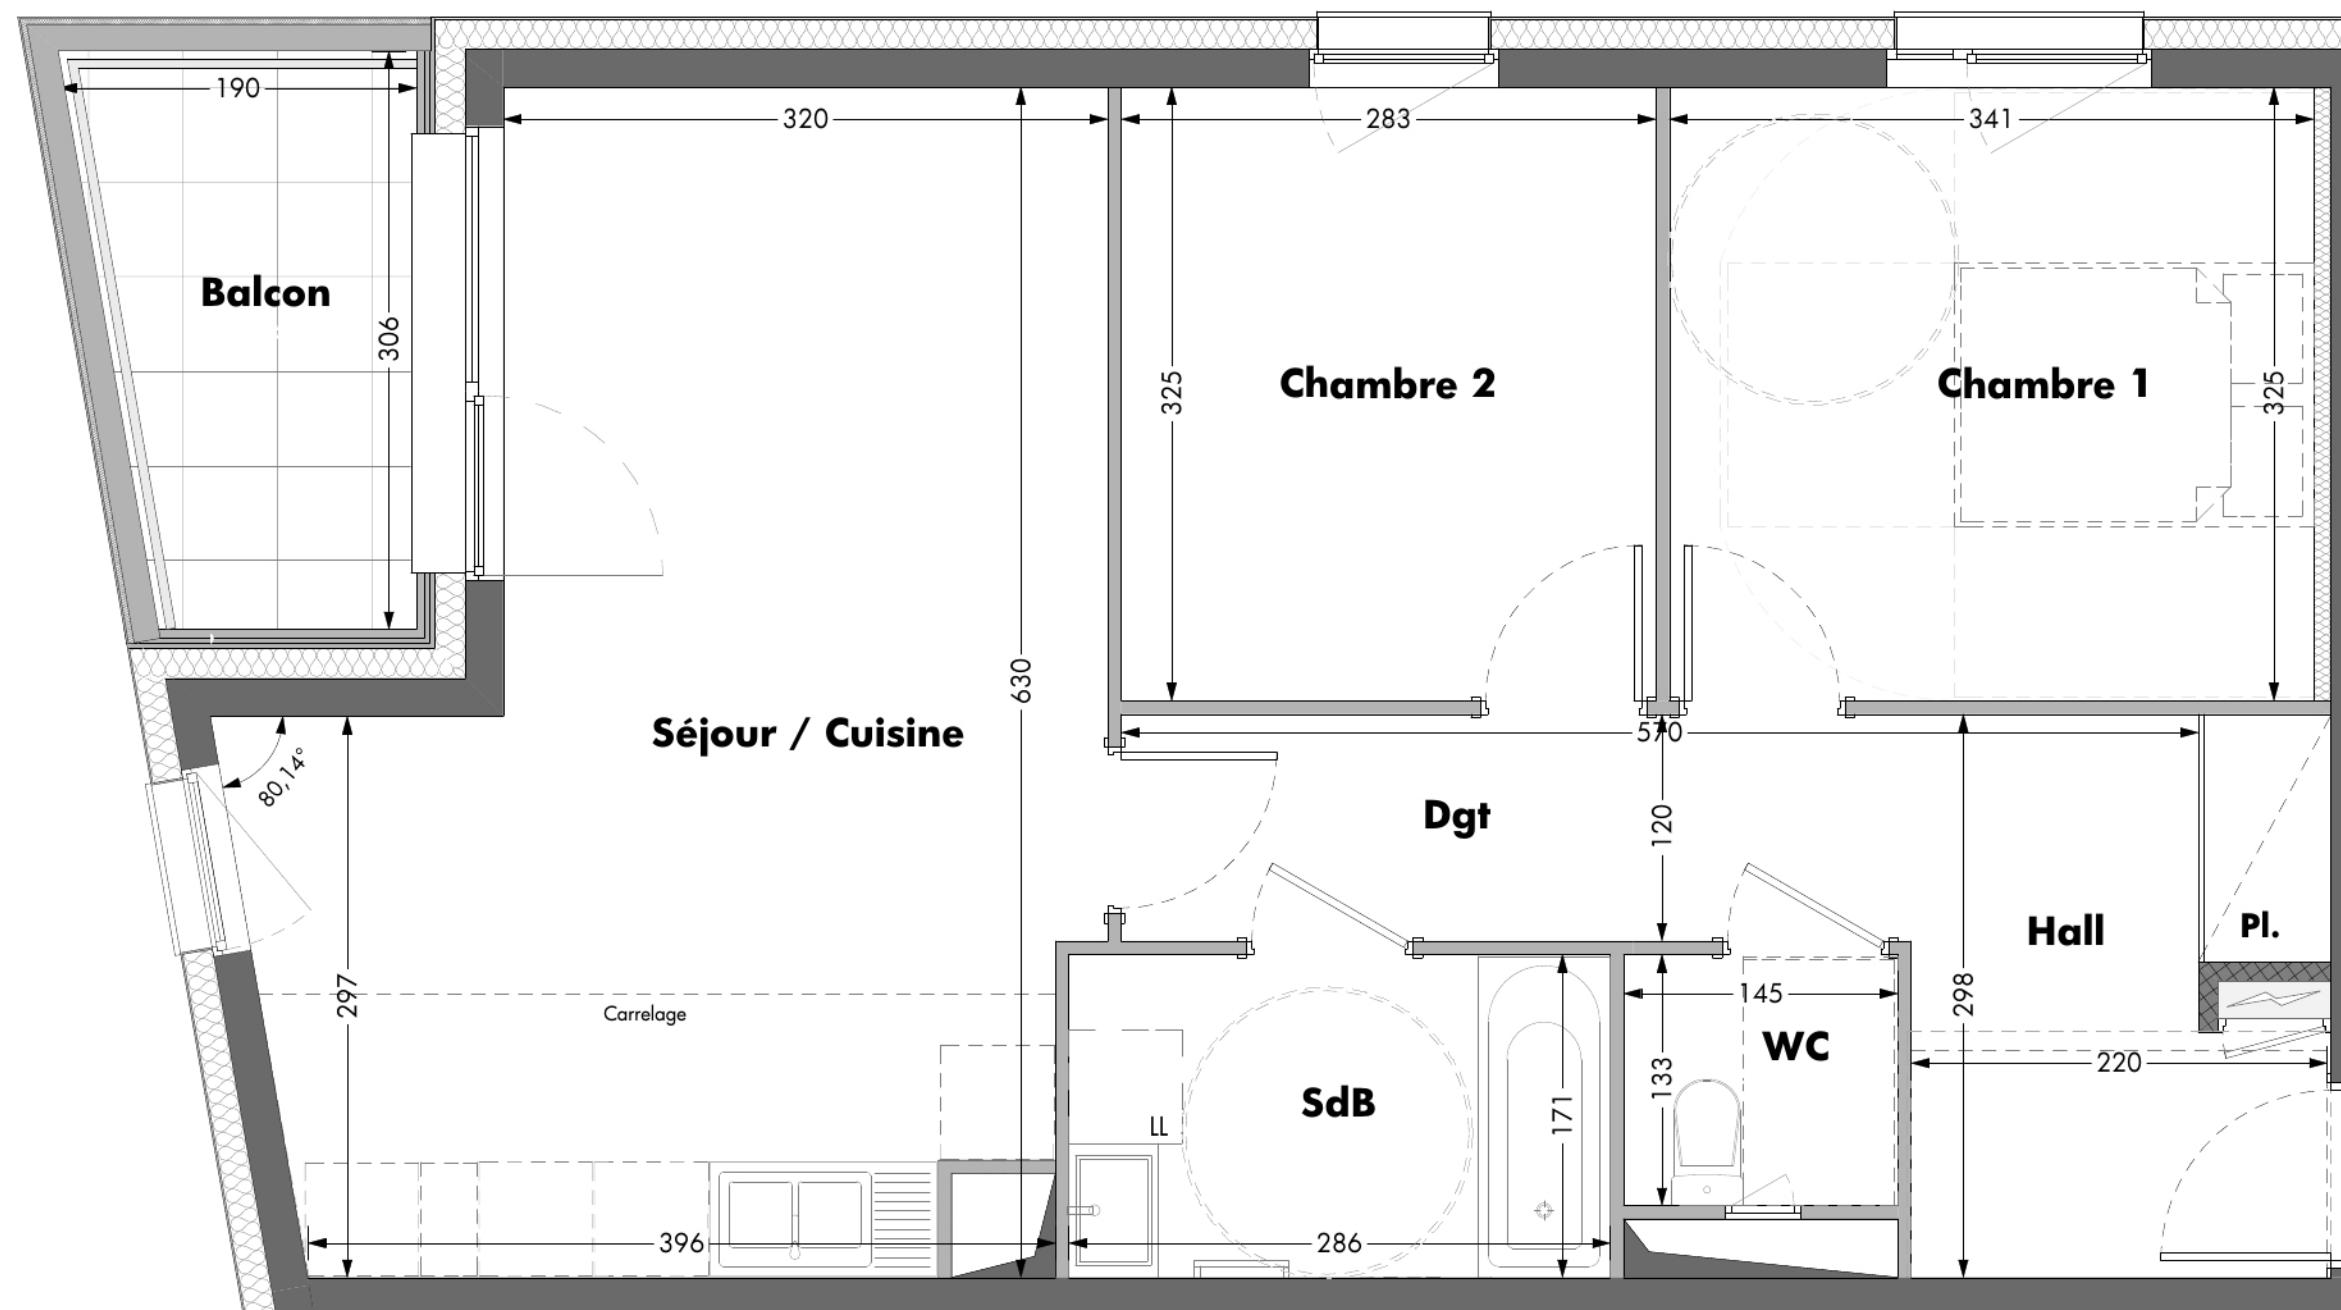 190
320
283
341
Balcon
306
325
Chambre 2
Chambre 1
325
630
Séjour / Cuisine
570
80,14°
Dgt
120
Hall
Pl.
297
Carrelage
145
298
WC
220
133
SdB
171
LL
396
286